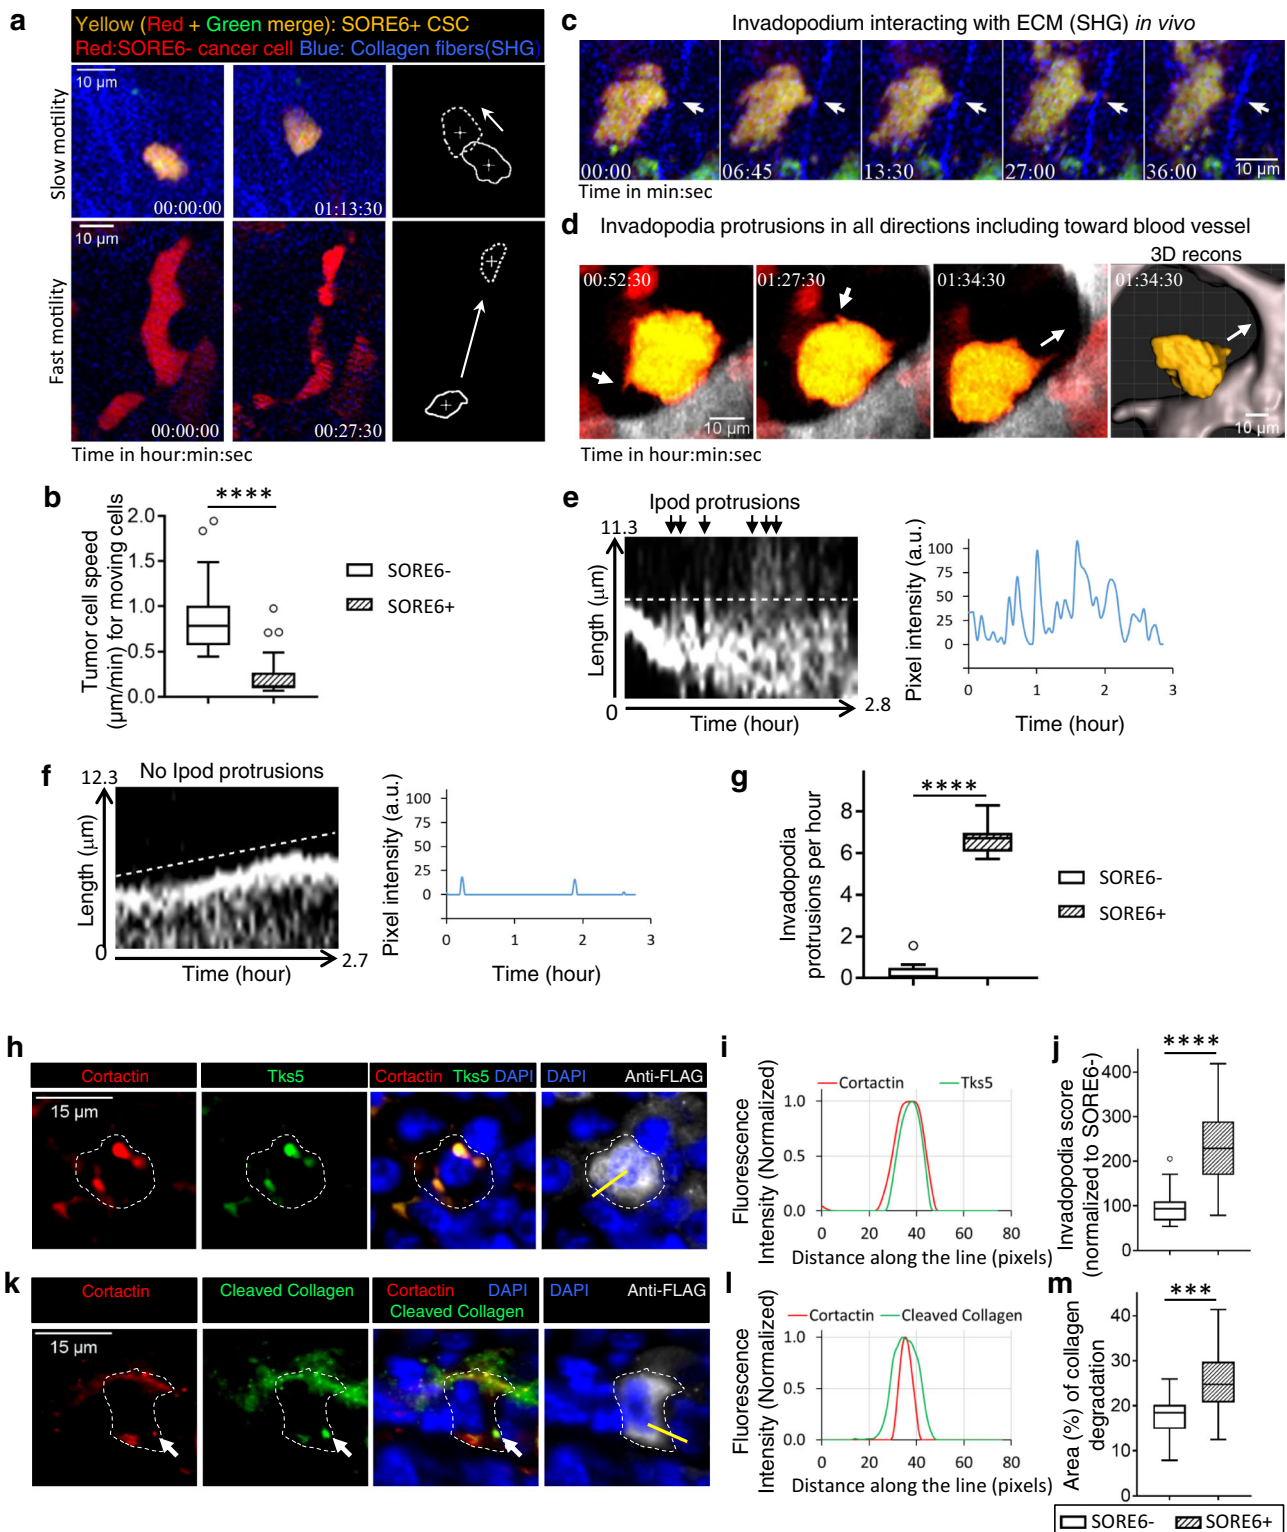 a
Yellow (Red + Green merge): SORE6+ CSC
Red:SORE6- cancer cell Blue: Collagen fibers(SHG)
Slow motility
10 μm
00:00:00
01:13:30
Fast motility
10 μm
00:00:00
00:27:30
Time in hour:min:sec
b
****
Tumor cell speed
(μm/min) for moving cells
2.0
1.5
1.0
0.5
0.0
SORE6-
SORE6+
c
Invadopodium interacting with ECM (SHG) in vivo
00:00
06:45
13:30
27:00
36:00
10 μm
Time in min:sec
d
Invadopodia protrusions in all directions including toward blood vessel
3D recons
00:52:30
01:27:30
01:34:30
01:34:30
10 μm
10 μm
Time in hour:min:sec
e
Ipod protrusions
11.3
Length (μm)
0
Time (hour)
2.8
Pixel intensity (a.u.)
100
75
50
25
0
0 1 2 3
Time (hour)
f
No Ipod protrusions
12.3
Length (μm)
0
Time (hour)
2.7
Pixel intensity (a.u.)
100
75
50
25
0
0 1 2 3
Time (hour)
g
****
Invadopodia
protrusions per hour
8
6
4
2
0
SORE6-
SORE6+
h
Cortactin
Tks5
Cortactin Tks5 DAPI
DAPI Anti-FLAG
15 μm
i
Cortactin Tks5
Fluorescence
Intensity (Normalized)
1.0
0.5
0.0
0 20 40 60 80
Distance along the line (pixels)
j
****
Invadopodia score
(normalized to SORE6-)
400
300
200
100
0
k
Cortactin
Cleaved Collagen
Cortactin DAPI
Cleaved Collagen
DAPI Anti-FLAG
15 μm
l
Cortactin Cleaved Collagen
Fluorescence
Intensity (Normalized)
1.0
0.5
0.0
0 20 40 60 80
Distance along the line (pixels)
m
***
Area (%) of collagen
degradation
40
30
20
10
0
SORE6- SORE6+